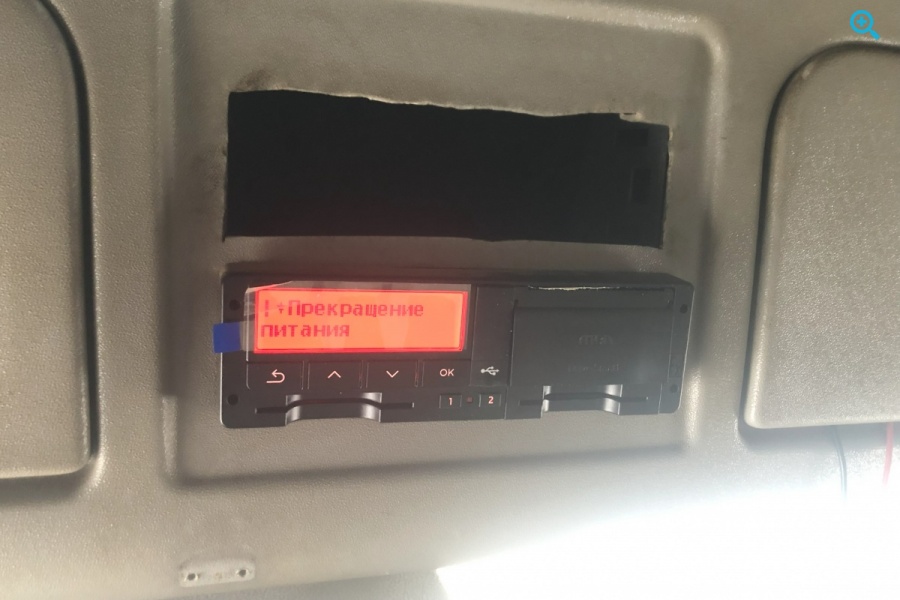 !÷Прекращение
питания
OK
1 2